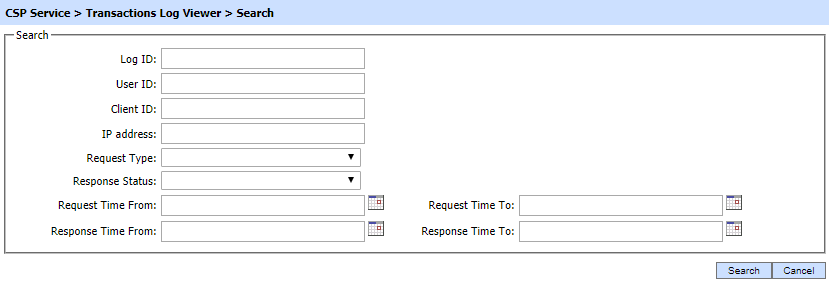 CSP Service > Transactions Log Viewer > Search
Search
Log ID:
User ID:
Client ID:
IP address:
Request Type:
Response Status:
Request Time From: Request Time To:
Response Time From: Response Time To:
Search Cancel